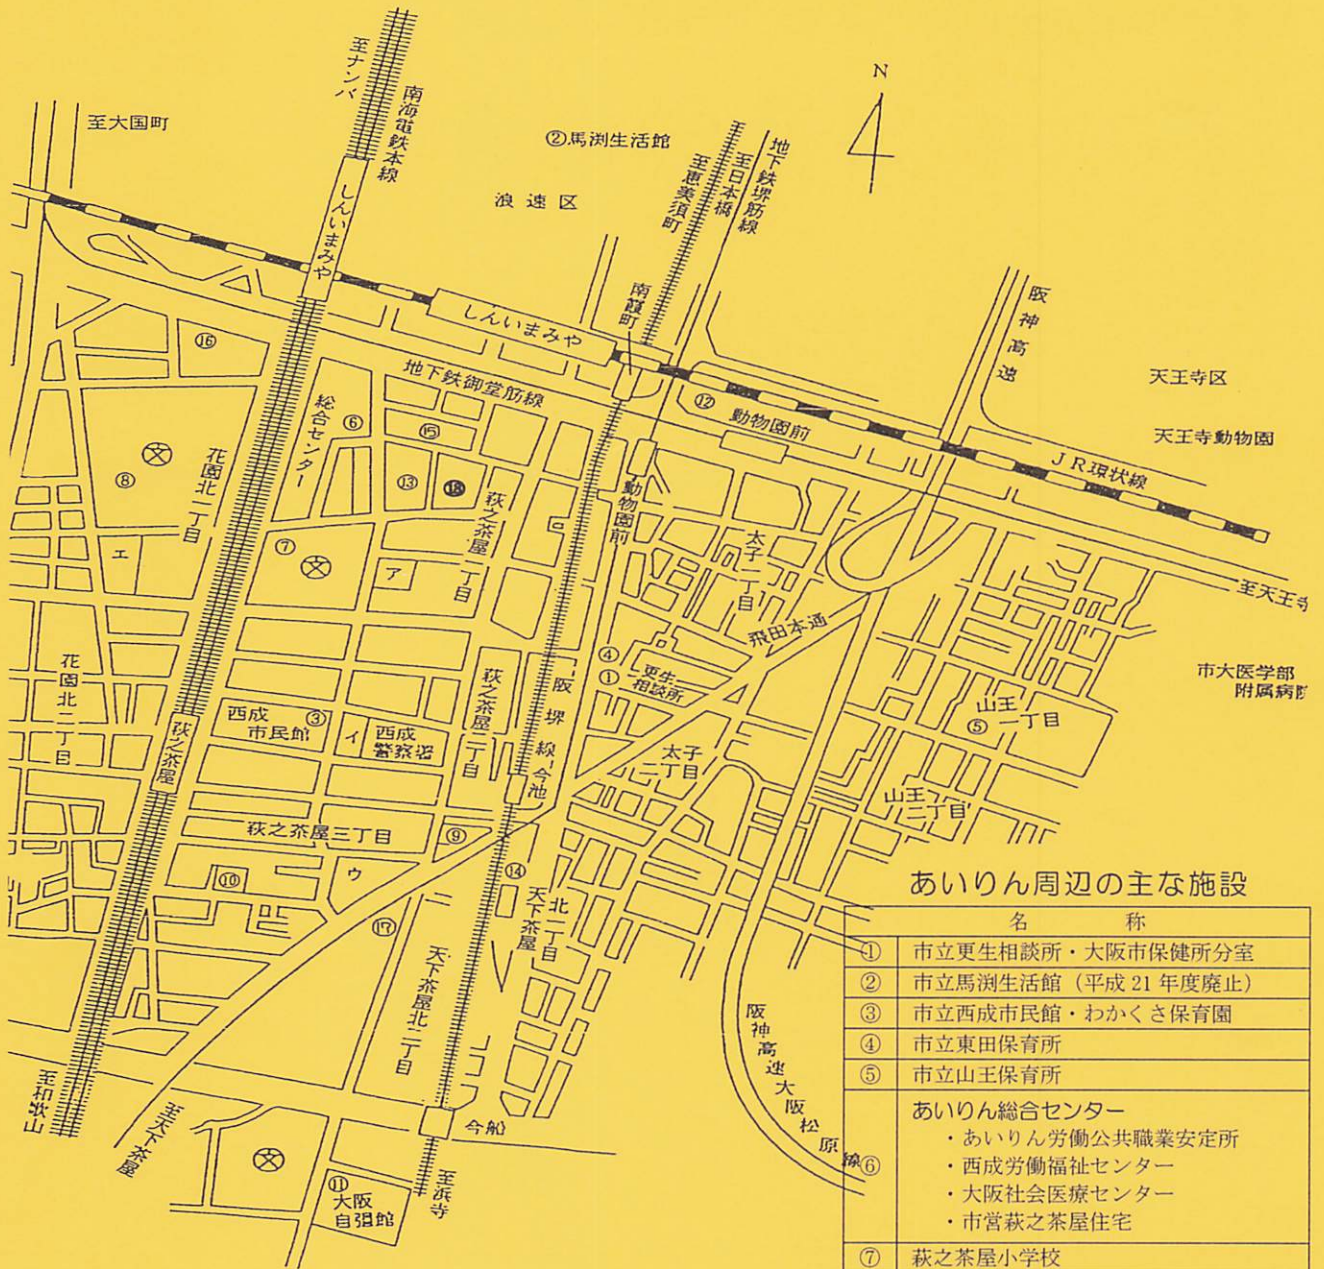 N
至ナンバ
南海電鉄本線
至大国町
②馬渕生活館
浪速区
至恵美須町
至日本橋
地下鉄堺筋線
しんいまみや
南霞町
しんいまみや
阪神高速
天王寺区
天王寺動物園
地下鉄御堂筋線
⑫
動物園前
JR環状線
⑯
総合センター
⑥
⑮
⑬
⑱
萩之茶屋一丁目
動物園前
⑧
文
花園北一丁目
エ
⑦
文
ア
太子一丁目
至天王寺
飛田本通
市大医学部
附属病院
花園北二丁目
④
①
更生
相談所
萩之茶屋二丁目
阪堺線
今池
山王
一丁目
⑤
西成
市民館
③
イ
西成
警察署
太子
二丁目
山王
二丁目
萩之茶屋
萩之茶屋三丁目
⑨
⑩
ウ
⑭
天下茶屋
北一丁目
⑰
天下茶屋北二丁目
阪神高速大阪松原線
至和歌山
至天下茶屋
今船
文
⑪
大阪
自彊館
至浜寺
あいりん周辺の主な施設
名 称
① 市立更生相談所・大阪市保健所分室
② 市立馬渕生活館（平成21年度廃止）
③ 市立西成市民館・わかくさ保育園
④ 市立東田保育所
⑤ 市立山王保育所
⑥ あいりん総合センター
・あいりん労働公共職業安定所
・西成労働福祉センター
・大阪社会医療センター
・市営萩之茶屋住宅
⑦ 萩之茶屋小学校